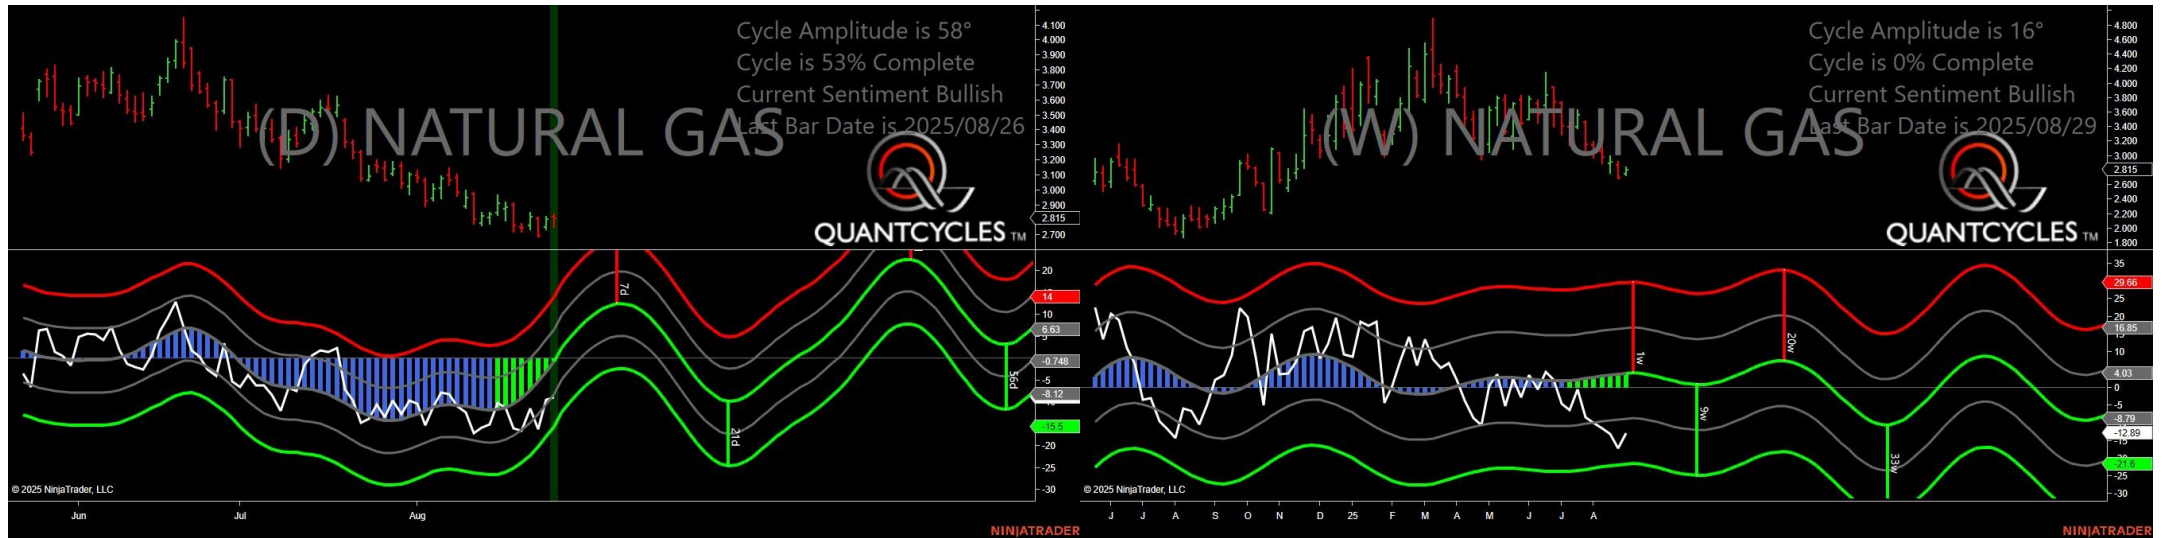 Cycle Amplitude is 58°
Cycle is 53% Complete
Current Sentiment Bullish
Last Bar Date is 2025/08/26
(D) NATURAL GAS
QUANTCYCLES TM
4.100
4.000
3.900
3.800
3.700
3.600
3.500
3.400
3.300
3.200
3.100
3.000
2.900
2.815
2.700
20
14
10
6.63
-0.748
-5
-8.12
-15.5
-20
-25
-30
7d
21d
56d
© 2025 NinjaTrader, LLC
Jun
Jul
Aug
NINJATRADER
Cycle Amplitude is 16°
Cycle is 0% Complete
Current Sentiment Bullish
Last Bar Date is 2025/08/29
(W) NATURAL GAS
QUANTCYCLES TM
4.800
4.600
4.400
4.200
4.000
3.800
3.600
3.400
3.200
3.000
2.815
2.600
2.400
2.200
2.000
1.800
35
29.66
25
20
16.85
15
10
4.03
0
-5
-8.79
-12.89
-15
-21.6
-25
-30
1w
9w
20w
33w
© 2025 NinjaTrader, LLC
J J A S O N D 25 F M A M J J A
NINJATRADER